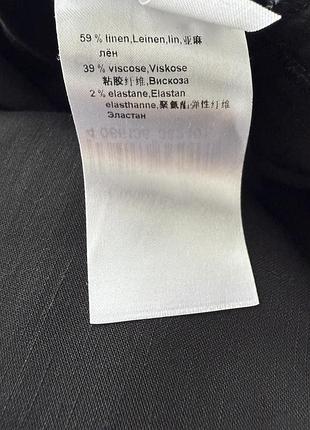 59 % linen,Leinen,lin,亚麻
лён
39 % viscose,Viskose
粘胶纤维,Вискоза
2 % elastane,Elastan
elasthanne,聚氨酯弹性纤维
Эластан